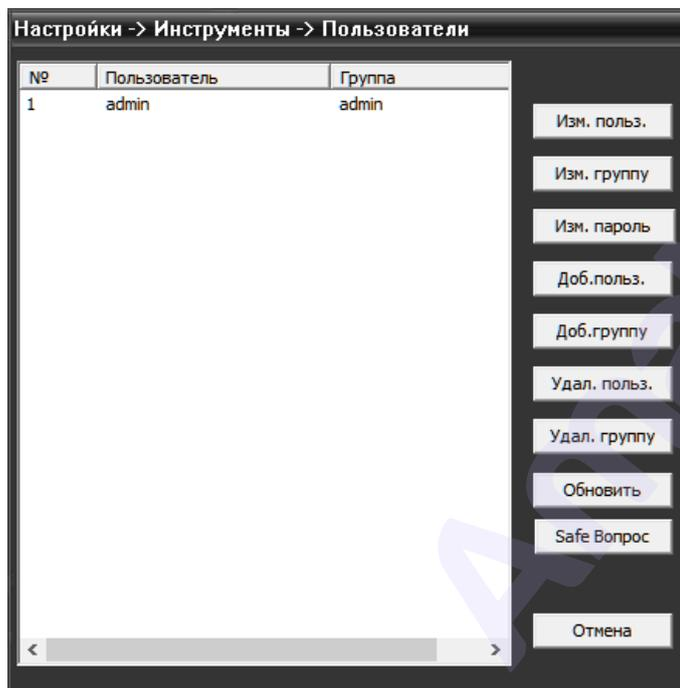 Настройки -> Инструменты -> Пользователи
№ Пользователь Группа
1 admin admin
Изм. польз.
Изм. группу
Изм. пароль
Доб.польз.
Доб.группу
Удал. польз.
Удал. группу
Обновить
Safe Вопрос
Отмена